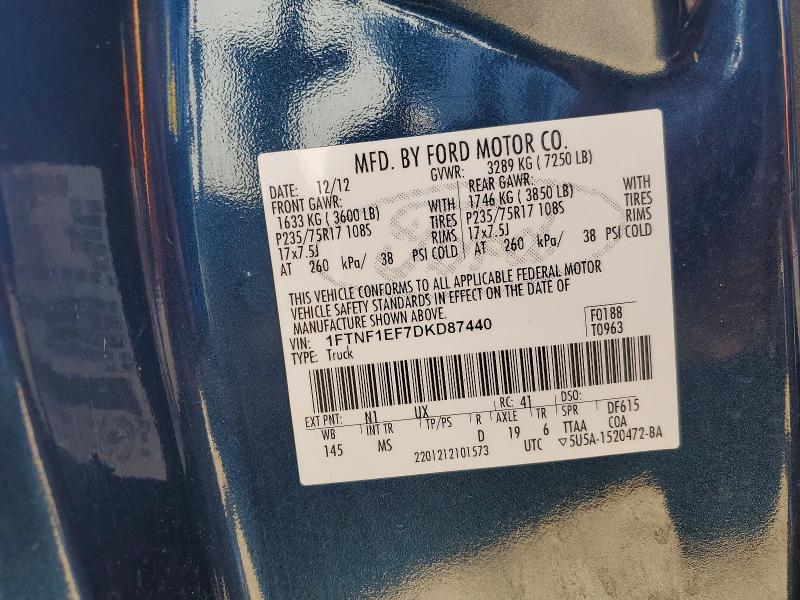 MFD. BY FORD MOTOR CO.
DATE: 12/12 GVWR: 3289 KG ( 7250 LB)
FRONT GAWR: REAR GAWR: WITH
1633 KG ( 3600 LB) WITH 1746 KG ( 3850 LB) TIRES
P235/75R17 108S TIRES P235/75R17 108S RIMS
17x7.5J RIMS 17x7.5J
AT 260 kPa/ 38 PSI COLD AT 260 kPa/ 38 PSI COLD
THIS VEHICLE CONFORMS TO ALL APPLICABLE FEDERAL MOTOR
VEHICLE SAFETY STANDARDS IN EFFECT ON THE DATE OF
MANUFACTURE SHOWN ABOVE.
VIN: 1FTNF1EF7DKD87440 F0188
TYPE: Truck T0963
EXT PNT: N1 UX RC: 41 DSO:
WB INT TR TP/PS R AXLE TR SPR DF615
145 MS D 19 6 TTAA COA
2201212101573 UTC ▽5U5A-1520472-BA
Ford